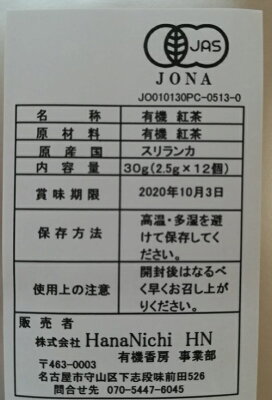 JAS
JONA
JO010130PC-0513-0
名称 有機 紅茶
原材料 有機 紅茶
原産国 スリランカ
内容量 30g(2.5g×12個)
賞味期限 2020年10月3日
保存方法 高温・多湿を
避けて保存してく
ださい。
使用上の注意 開封後はなるべ
く早くお召し上が
りください。
販売者
株式会社 HanaNichi HN
有機香房 事業部
〒463-0003
名古屋市守山区下志段味前田526
問合せ先 070-5447-6045